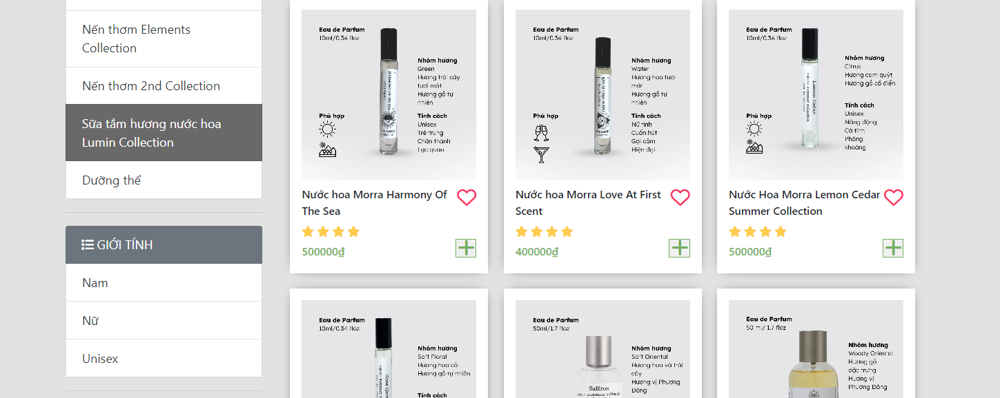 Nến thơm Elements
Collection
Nến thơm 2nd Collection
Sữa tắm hương nước hoa
Lumin Collection
Dưỡng thể
GIỚI TÍNH
Nam
Nữ
Unisex
Eau de Parfum
10ml/0.34 floz
Nhóm hương
Green
Hương trái cây
tươi mát
Hương gỗ tự
nhiên
Phù hợp
Tính cách
Unisex
Trẻ trung
Chân thành
Lạc quan
HARMONY OF THE SEA
Nước hoa Morra Harmony Of
The Sea
500000₫
Eau de Parfum
10ml/0.34 floz
Nhóm hương
Water
Hương hoa tươi
mát
Hương gỗ tự
nhiên
Phù hợp
Tính cách
Nữ tính
Cuốn hút
Gợi cảm
Hiện đại
Nước hoa Morra Love At First
Scent
400000₫
Eau de Parfum
10ml/0.34 floz
Nhóm hương
Citrus
Hương cam quýt
Hương gỗ cổ điển
Phù hợp
Tính cách
Unisex
Năng động
Cá tính
Phóng
khoáng
Lemon Cedar
Nước Hoa Morra Lemon Cedar
Summer Collection
500000₫
Eau de Parfum
10ml/0.34 floz
Nhóm hương
Soft Floral
Hương hoa cỏ
Hương gỗ tự nhiên
Tính cách
Eau de Parfum
50ml/1.7 floz
Nhóm hương
Soft Oriental
Hương hoa và trái
cây
Hương vị Phương
Đông
Saffron
Eau de Parfum
50 ml/ 1.7 floz
Nhóm hương
Woody Oriental
Hương gỗ
đặc trưng
Hương vị
Phương Đông